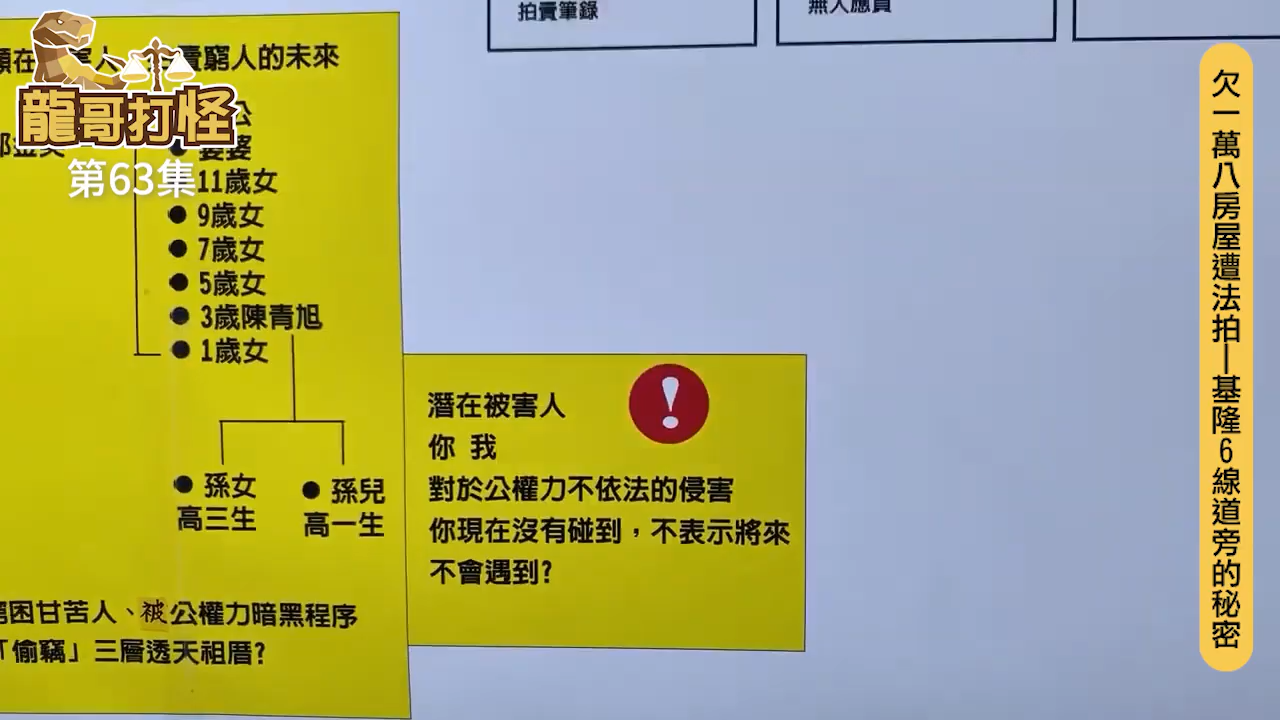 拍賣筆錄
無人應買
賣窮人的未來
龍哥打怪
第63集
公
婆婆
11歲女
9歲女
7歲女
5歲女
3歲陳青旭
1歲女
孫女
高三生
孫兒
高一生
困甘苦人、被公權力暗黑程序
「偷竊」三層透天祖厝?
潛在被害人
你 我
對於公權力不依法的侵害
你現在沒有碰到，不表示將來
不會遇到?
欠一萬八房屋遭法拍—基隆6線道旁的秘密